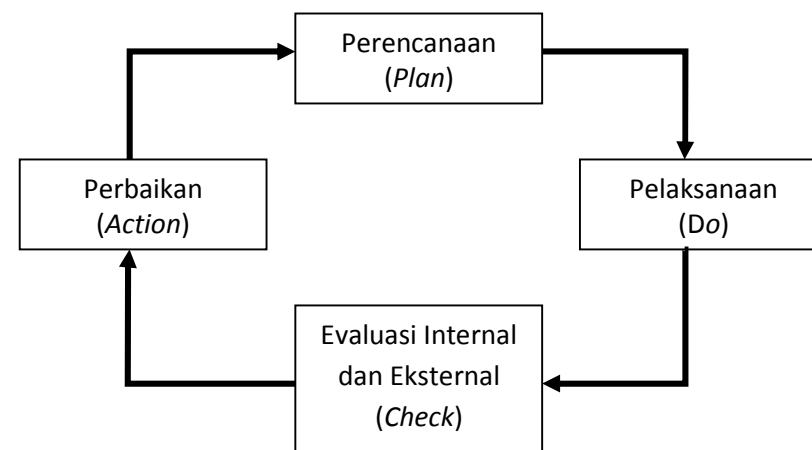 Perencanaan
(Plan)
Perbaikan
(Action)
Pelaksanaan
(Do)
Evaluasi Internal
dan Eksternal
(Check)